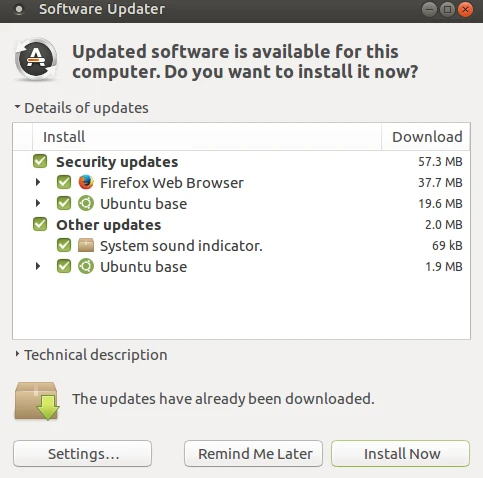 Software Updater
Updated software is available for this
computer. Do you want to install it now?
Details of updates
Install Download
Security updates 57.3 MB
Firefox Web Browser 37.7 MB
Ubuntu base 19.6 MB
Other updates 2.0 MB
System sound indicator. 69 kB
Ubuntu base 1.9 MB
Technical description
The updates have already been downloaded.
Settings... Remind Me Later Install Now